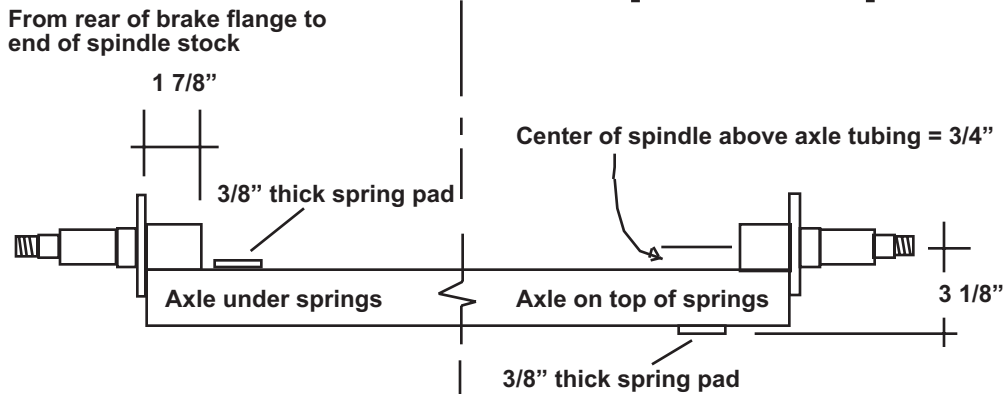 From rear of brake flange to
end of spindle stock
1 7/8”
Center of spindle above axle tubing = 3/4”
3/8” thick spring pad
Axle under springs
Axle on top of springs
3 1/8”
3/8” thick spring pad